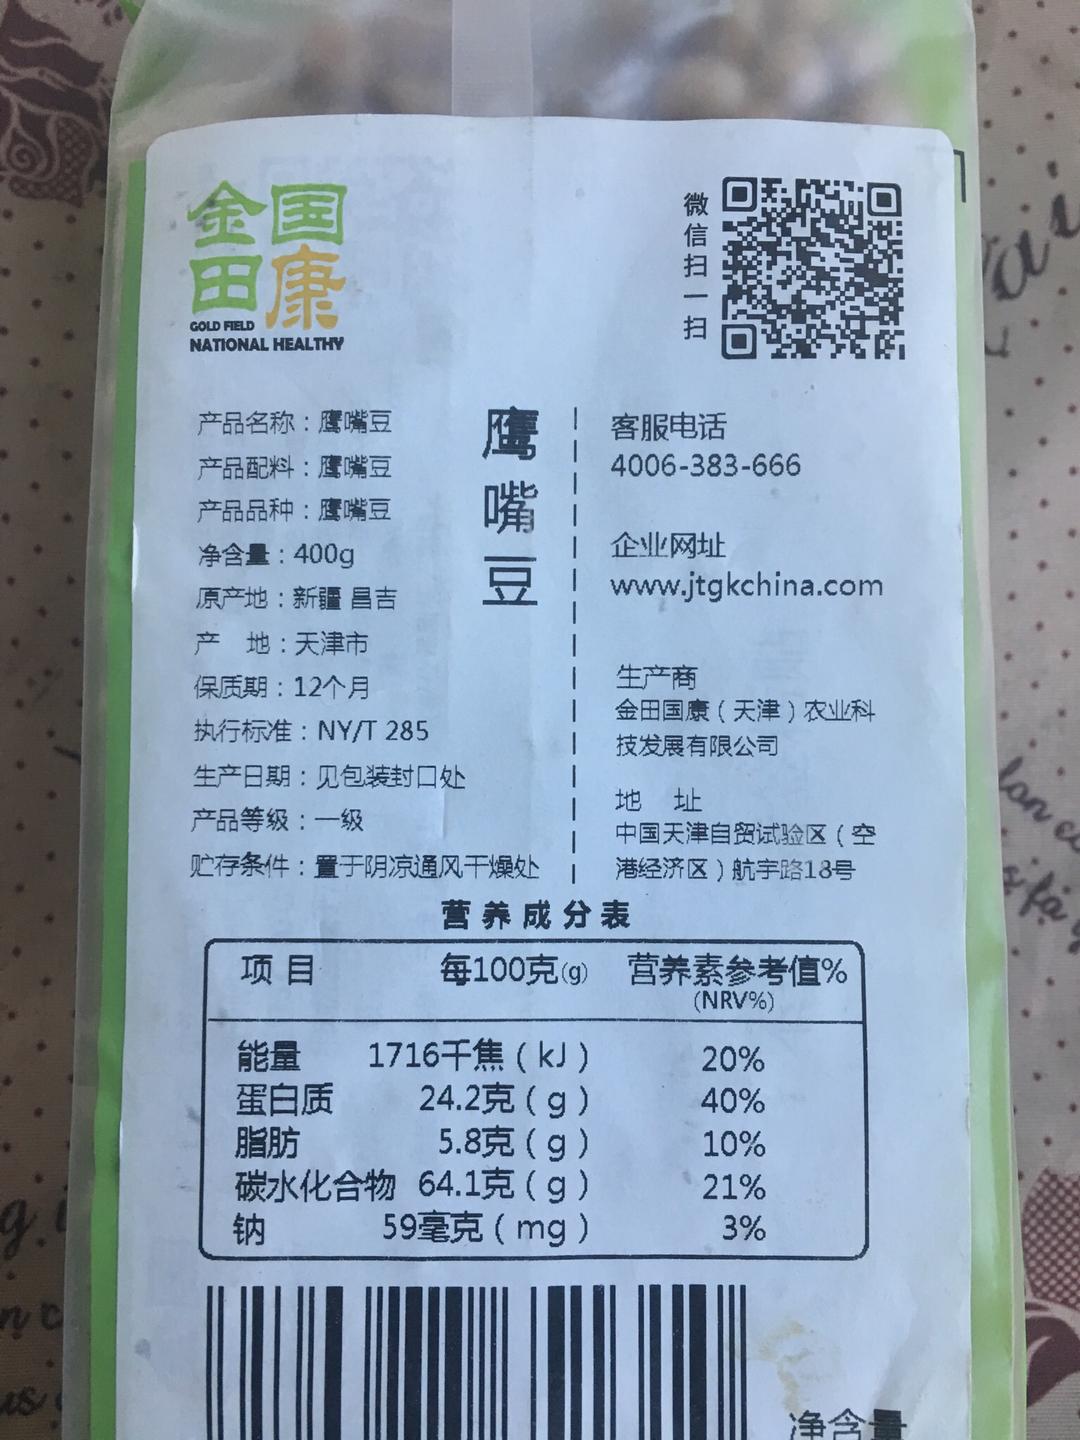 金国
田康
GOLD FIELD
NATIONAL HEALTHY
微信扫一扫
产品名称：鹰嘴豆
产品配料：鹰嘴豆
产品品种：鹰嘴豆
净含量：400g
原产地：新疆 昌吉
产 地：天津市
保质期：12个月
执行标准：NY/T 285
生产日期：见包装封口处
产品等级：一级
贮存条件：置于阴凉通风干燥处
鹰嘴豆
客服电话
4006-383-666
企业网址
www.jtgkchina.com
生产商
金田国康（天津）农业科
技发展有限公司
地 址
中国天津自贸试验区（空
港经济区）航宇路18号
营养成分表
项目 每100克(g) 营养素参考值%
(NRV%)
能量 1716千焦（kJ） 20%
蛋白质 24.2克（g） 40%
脂肪 5.8克（g） 10%
碳水化合物 64.1克（g） 21%
钠 59毫克（mg） 3%
净含量